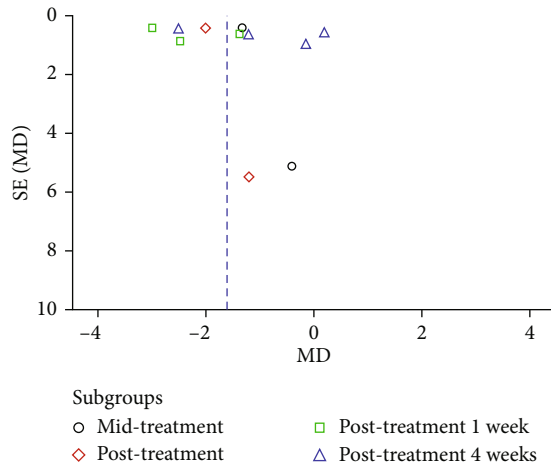 0
2
4
6
8
10
SE (MD)
−4
−2
0
2
4
MD
Subgroups
Mid-treatment
Post-treatment
Post-treatment 1 week
Post-treatment 4 weeks